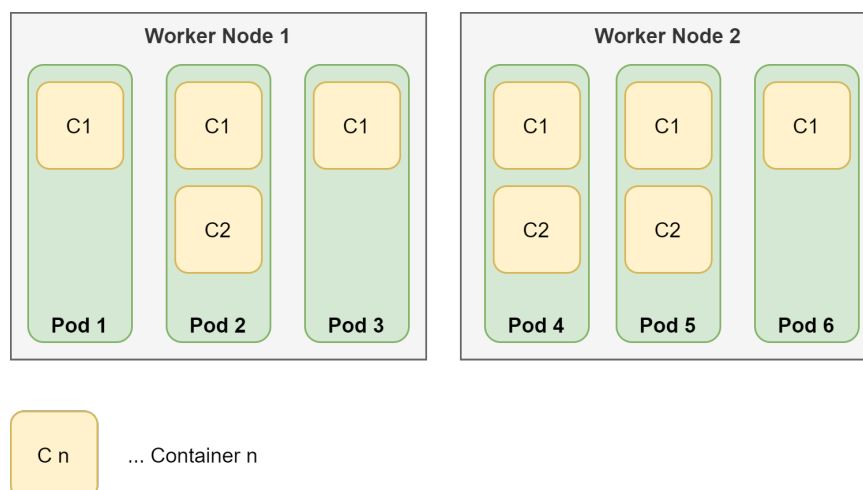 Worker Node 1
Worker Node 2
C1
C1
C1
C1
C1
C1
C2
C2
C2
Pod 1
Pod 2
Pod 3
Pod 4
Pod 5
Pod 6
C n
... Container n